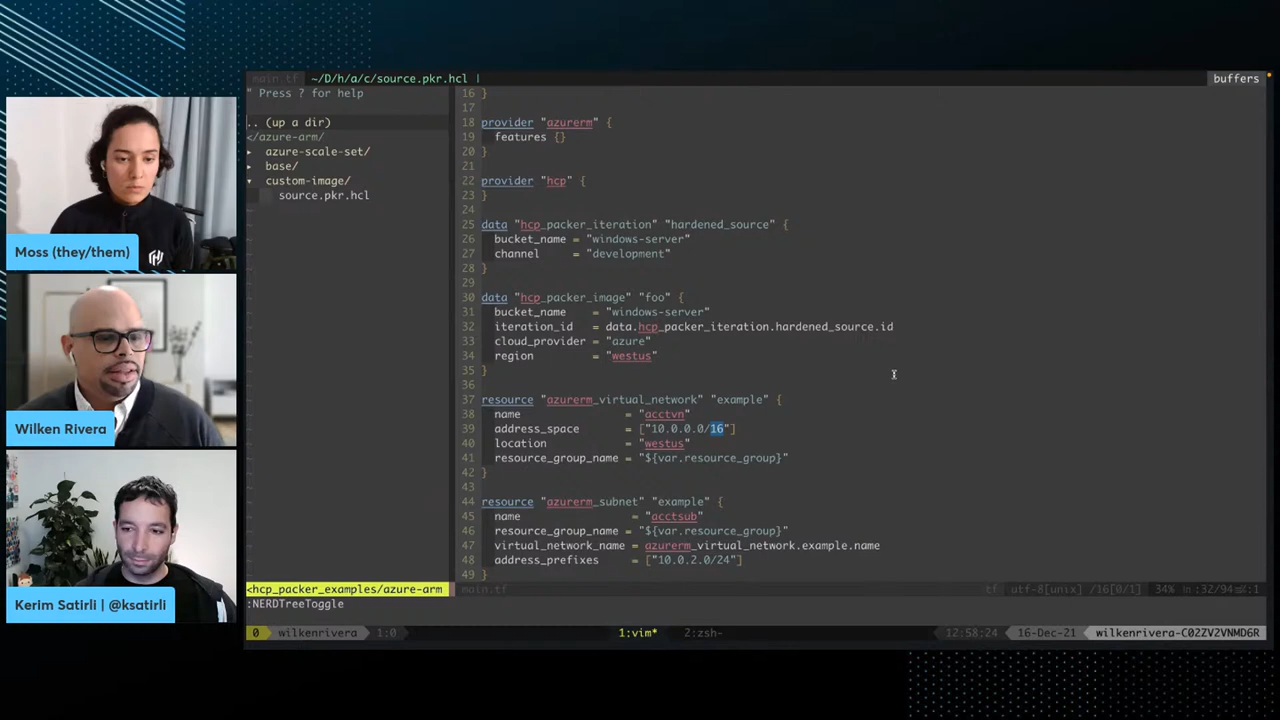 main.tf ~/D/h/a/c/source.pkr.hcl | buffers
" Press ? for help
.. (up a dir)
</azure-arm/
▸ azure-scale-set/
▸ base/
▾ custom-image/
source.pkr.hcl
16 }
17
18 provider "azurerm" {
19 features {}
20 }
21
22 provider "hcp" {
23 }
24
25 data "hcp_packer_iteration" "hardened_source" {
26 bucket_name = "windows-server"
27 channel = "development"
28 }
29
30 data "hcp_packer_image" "foo" {
31 bucket_name = "windows-server"
32 iteration_id = data.hcp_packer_iteration.hardened_source.id
33 cloud_provider = "azure"
34 region = "westus"
35 }
36
37 resource "azurerm_virtual_network" "example" {
38 name = "acctvn"
39 address_space = ["10.0.0.0/16"]
40 location = "westus"
41 resource_group_name = "${var.resource_group}"
42 }
43
44 resource "azurerm_subnet" "example" {
45 name = "acctsub"
46 resource_group_name = "${var.resource_group}"
47 virtual_network_name = azurerm_virtual_network.example.name
48 address_prefixes = ["10.0.2.0/24"]
49 }
<hcp_packer_examples/azure-arm main.tf tf utf-8[unix] /16[0/1] 34% :32/94 :1
:NERDTreeToggle
0 wilkenrivera 1:0 1:vim* 2:zsh- 12:58:24 16-Dec-21 wilkenrivera-C02ZV2VNMD6R
Moss (they/them)
Wilken Rivera
Kerim Satirli | @ksatirli